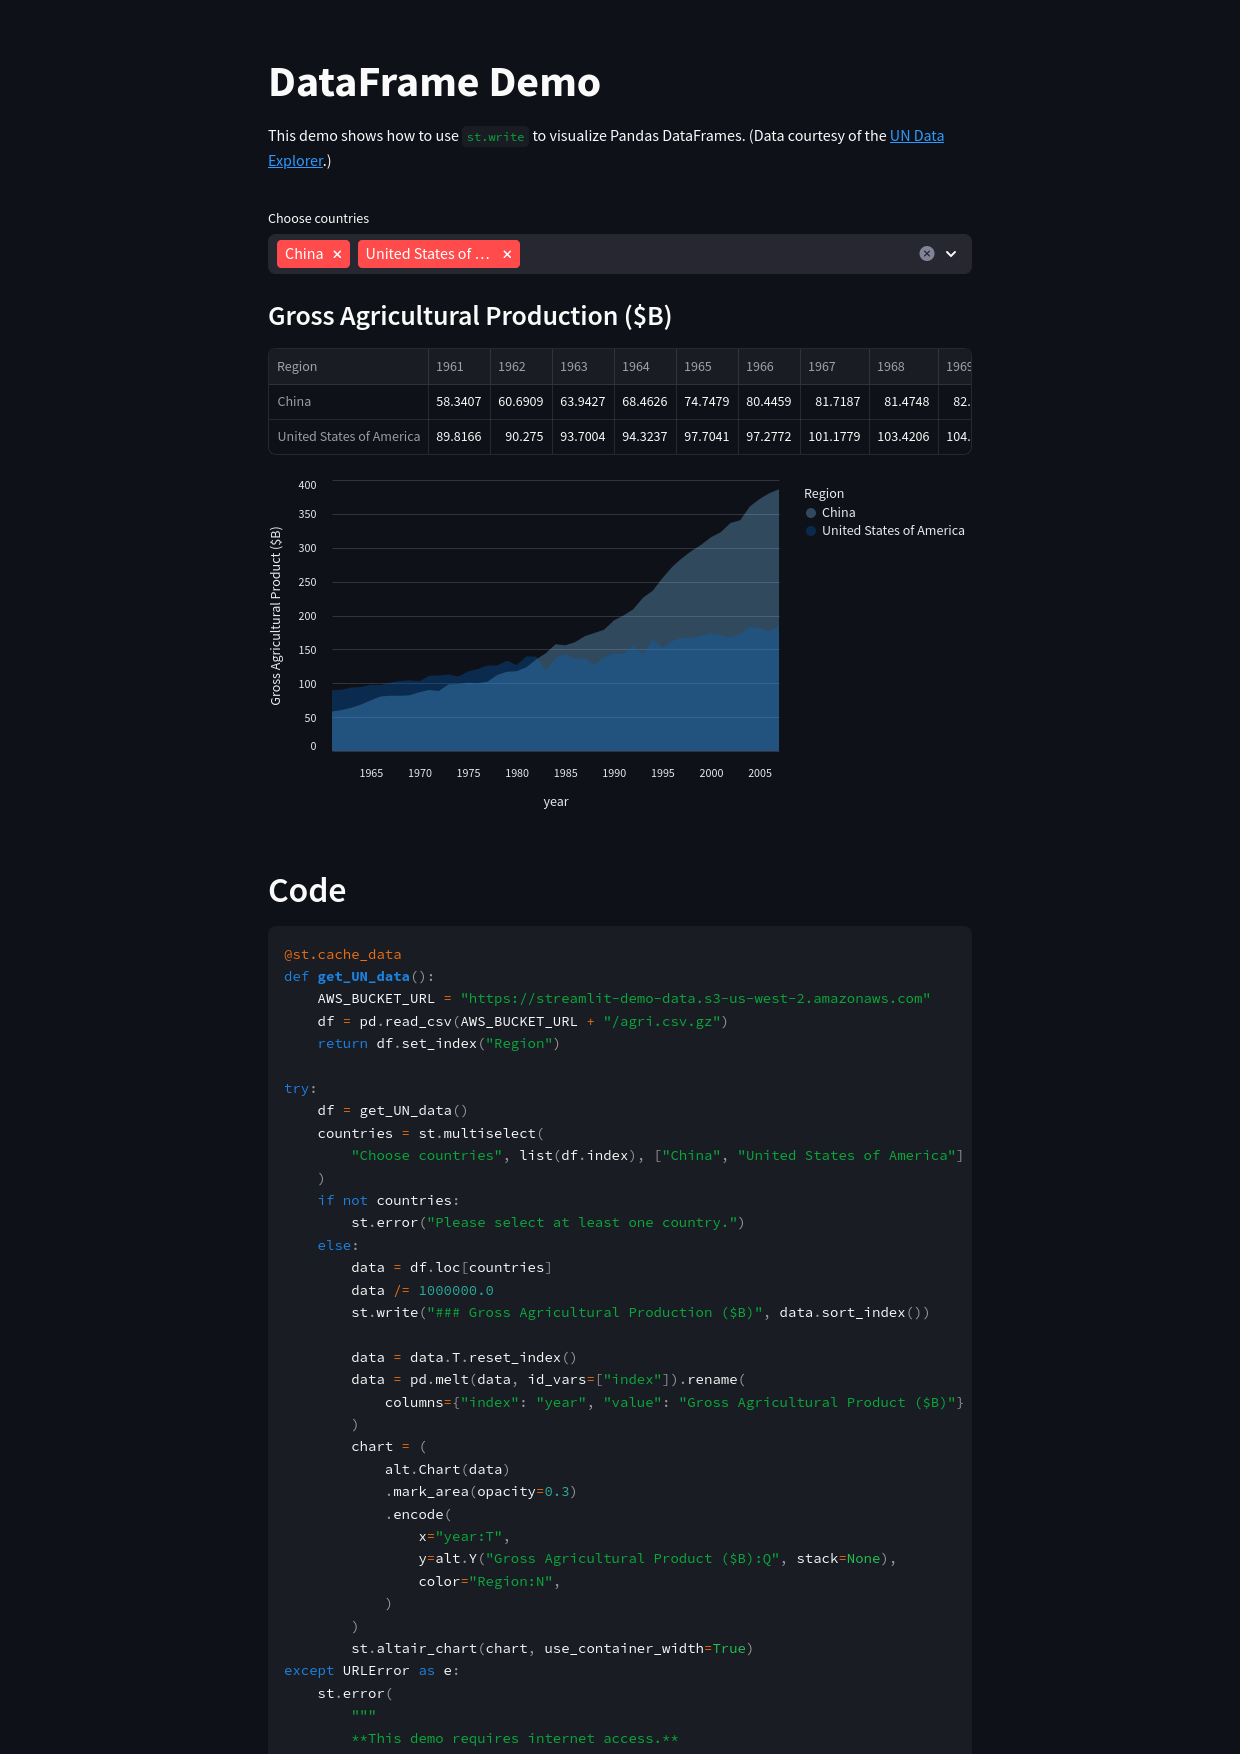 DataFrame Demo
This demo shows how to use st.write to visualize Pandas DataFrames. (Data courtesy of the UN Data
Explorer.)
Choose countries
China × United States of … ×
Gross Agricultural Production ($B)
Region 1961 1962 1963 1964 1965 1966 1967 1968 1969
China 58.3407 60.6909 63.9427 68.4626 74.7479 80.4459 81.7187 81.4748 82.
United States of America 89.8166 90.275 93.7004 94.3237 97.7041 97.2772 101.1779 103.4206 104.
Gross Agricultural Product ($B)
400
350
300
250
200
150
100
50
0
1965 1970 1975 1980 1985 1990 1995 2000 2005
year
Region
China
United States of America
Code
@st.cache_data
def get_UN_data():
    AWS_BUCKET_URL = "https://streamlit-demo-data.s3-us-west-2.amazonaws.com"
    df = pd.read_csv(AWS_BUCKET_URL + "/agri.csv.gz")
    return df.set_index("Region")
try:
    df = get_UN_data()
    countries = st.multiselect(
        "Choose countries", list(df.index), ["China", "United States of America"]
    )
    if not countries:
        st.error("Please select at least one country.")
    else:
        data = df.loc[countries]
        data /= 1000000.0
        st.write("### Gross Agricultural Production ($B)", data.sort_index())
        data = data.T.reset_index()
        data = pd.melt(data, id_vars=["index"]).rename(
            columns={"index": "year", "value": "Gross Agricultural Product ($B)"}
        )
        chart = (
            alt.Chart(data)
            .mark_area(opacity=0.3)
            .encode(
                x="year:T",
                y=alt.Y("Gross Agricultural Product ($B):Q", stack=None),
                color="Region:N",
            )
        )
        st.altair_chart(chart, use_container_width=True)
except URLError as e:
    st.error(
        """
        **This demo requires internet access.**